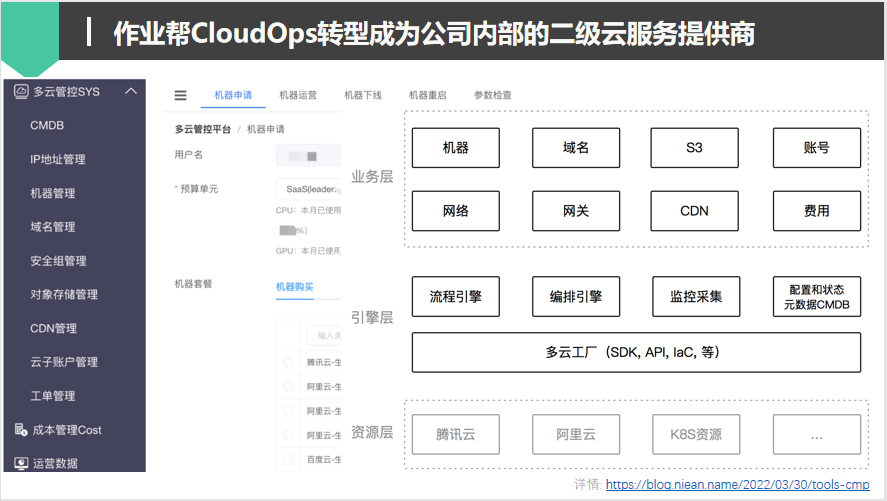 作业帮CloudOps转型成为公司内部的二级云服务提供商
多云管控SYS
CMDB
IP地址管理
机器管理
域名管理
安全组管理
对象存储管理
CDN管理
云子账户管理
工单管理
成本管理Cost
运营数据
机器申请 机器运营 机器下线 机器重启 参数检查
多云管控平台 / 机器申请
用户名
* 预算单元
SaaS(leader:
CPU：本月已使用
%)
GPU：本月已使用
机器套餐
机器购买
输入关
腾讯云-生
阿里云-生
阿里云-生
阿里云-生
百度云-生
业务层
机器 域名 S3 账号
网络 网关 CDN 费用
引擎层
流程引擎 编排引擎 监控采集 配置和状态
元数据CMDB
多云工厂（SDK, API, IaC, 等）
资源层
腾讯云 阿里云 K8S资源 ...
详情: https://blog.niean.name/2022/03/30/tools-cmp